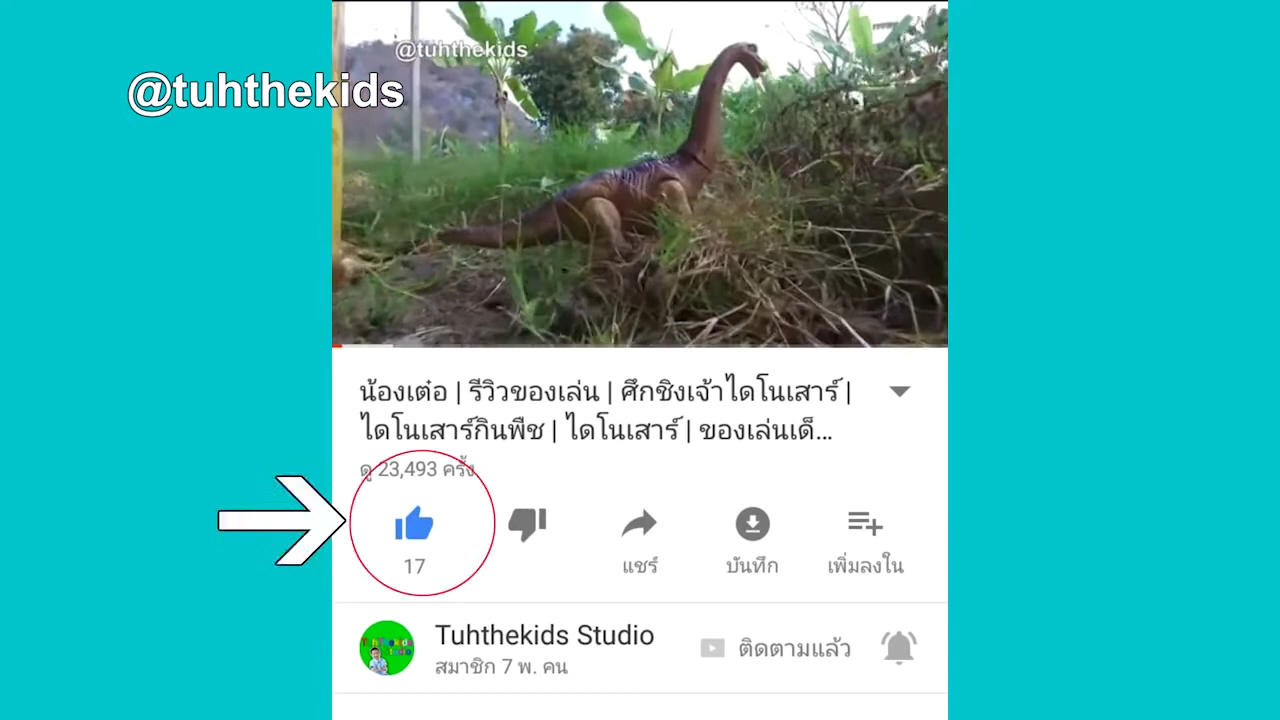 @tuhthekids
@tuhthekids
น้องเต๋อ | รีวิวของเล่น | ศึกชิงเจ้าไดโนเสาร์ |
ไดโนเสาร์กินพืช | ไดโนเสาร์ | ของเล่นเด็...
ดู 23,493 ครั้ง
17
แชร์
บันทึก
เพิ่มลงใน
Tuhthekids Studio
สมาชิก 7 พ. คน
ติดตามแล้ว